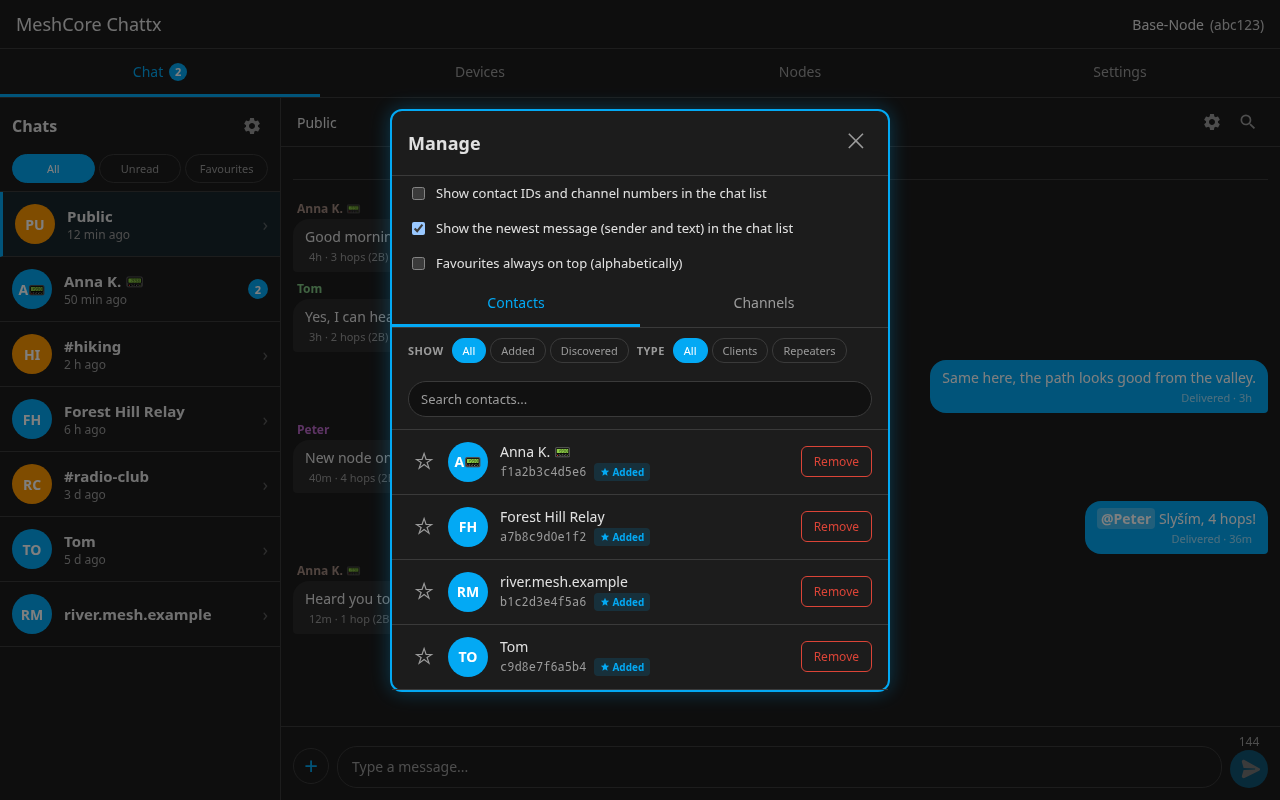 MeshCore Chattx
Base-Node (abc123)
Chat 2
Devices
Nodes
Settings
Chats
All
Unread
Favourites
PU
Public
12 min ago
A📟
Anna K. 📟
50 min ago
2
HI
#hiking
2 h ago
FH
Forest Hill Relay
6 h ago
RC
#radio-club
3 d ago
TO
Tom
5 d ago
RM
river.mesh.example
Public
Anna K. 📟
Good mornin
4h · 3 hops (2B)
Tom
Yes, I can hea
3h · 2 hops (2B)
Same here, the path looks good from the valley.
Delivered · 3h
Peter
New node on
40m · 4 hops (2B
@Peter Slyším, 4 hops!
Delivered · 36m
Anna K. 📟
Heard you to
12m · 1 hop (2B
Type a message...
144
Manage
Show contact IDs and channel numbers in the chat list
Show the newest message (sender and text) in the chat list
Favourites always on top (alphabetically)
Contacts
Channels
SHOW All Added Discovered TYPE All Clients Repeaters
Search contacts...
A📟
Anna K. 📟
f1a2b3c4d5e6 ★ Added
Remove
FH
Forest Hill Relay
a7b8c9d0e1f2 ★ Added
Remove
RM
river.mesh.example
b1c2d3e4f5a6 ★ Added
Remove
TO
Tom
c9d8e7f6a5b4 ★ Added
Remove